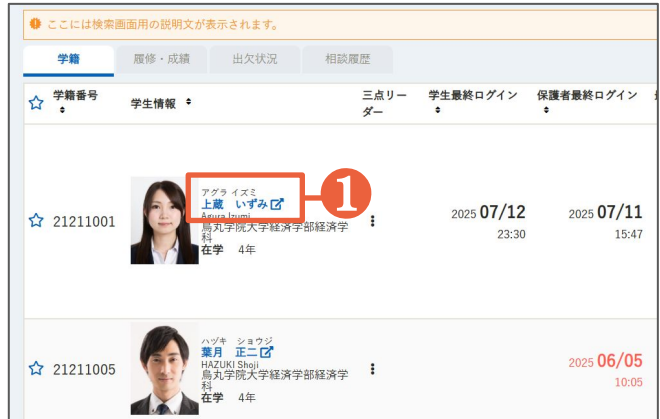 ここには検索画面用の説明文が表示されます。
学籍 履修・成績 出欠状況 相談履歴
学籍番号 学生情報 三点リーダー 学生最終ログイン 保護者最終ログイン
アグラ イズミ
上蔵 いずみ
1
Agura Izumi
21211001
烏丸学院大学経済学部経済学科
在学 4年
2025 07/12
23:30
2025 07/11
15:47
ハヅキ ショウジ
葉月 正二
HAZUKI Shoji
21211005
烏丸学院大学経済学部経済学科
在学 4年
2025 06/05
10:05